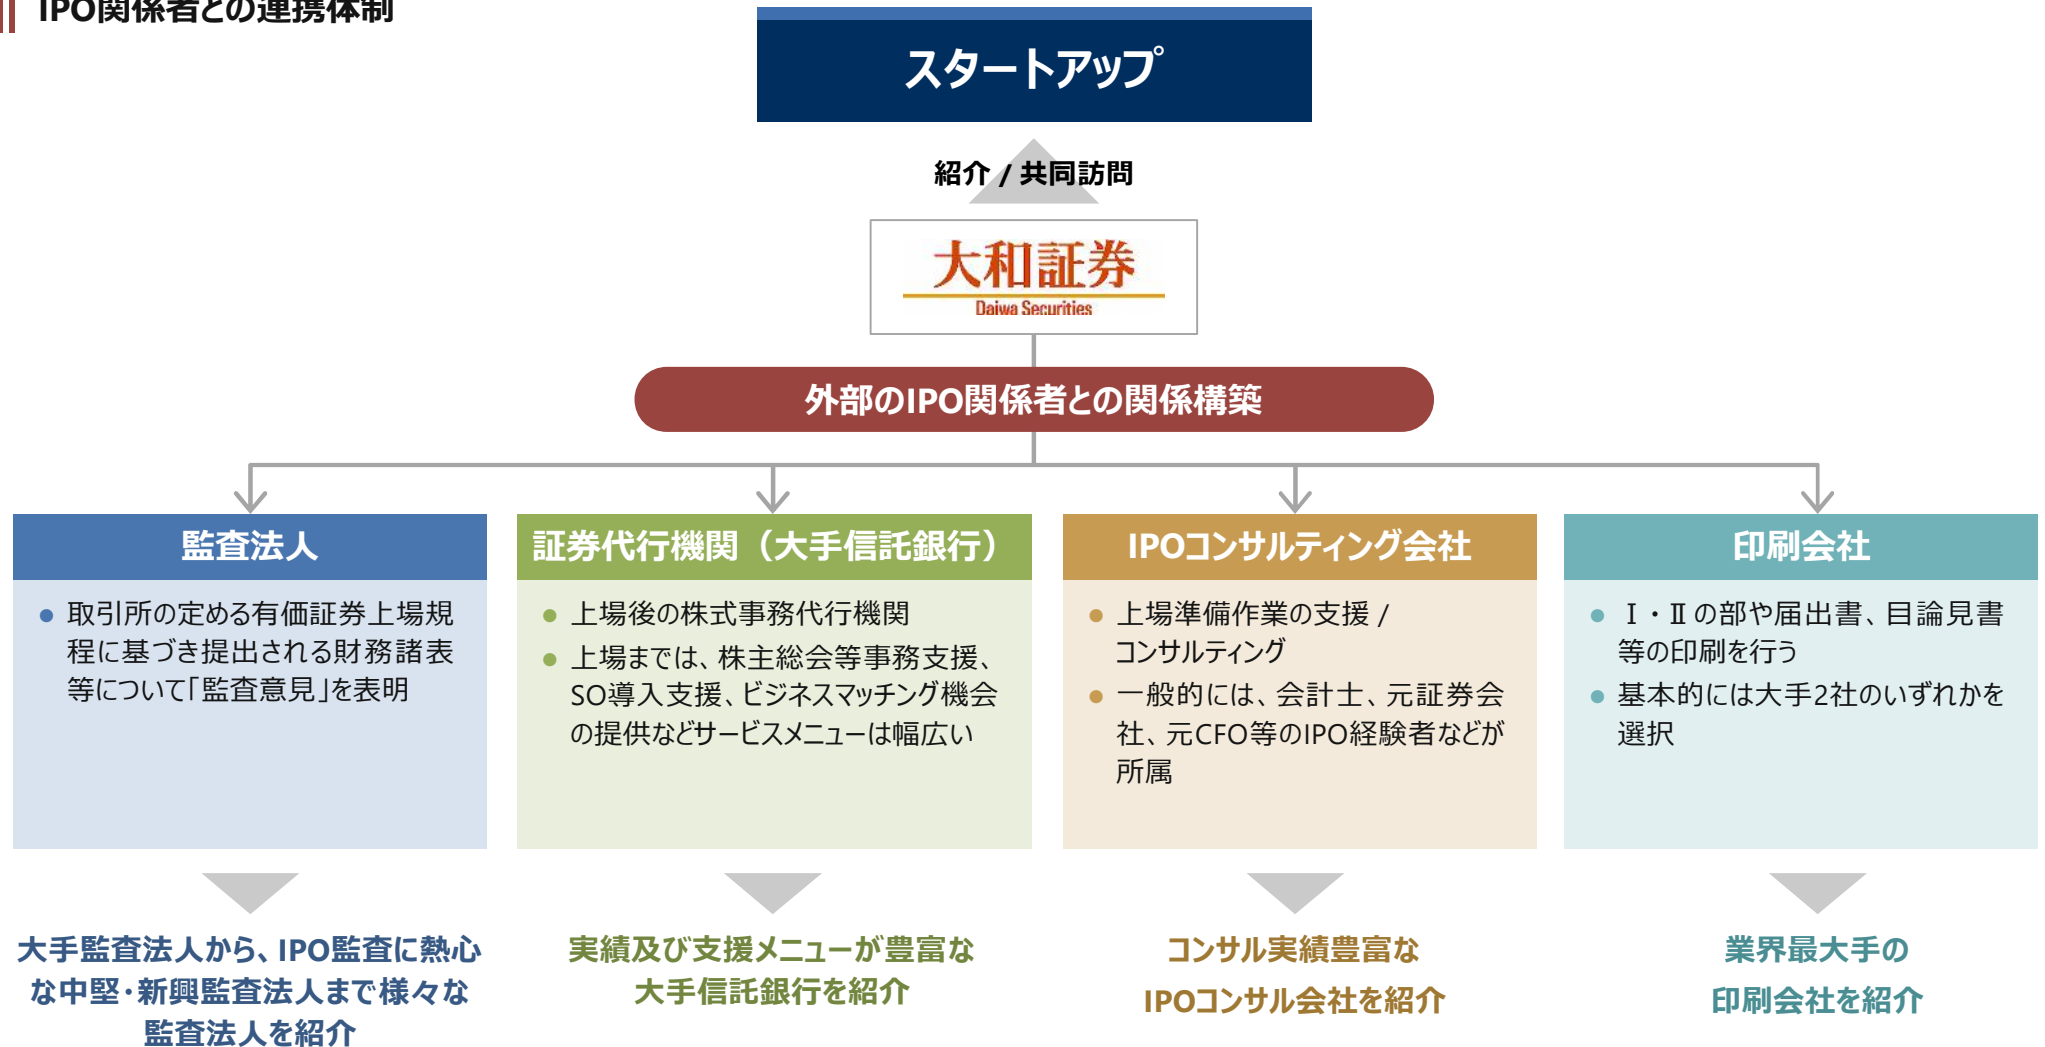 IPO関係者との連携体制
スタートアップ
紹介 / 共同訪問
大和証券
Daiwa Securities
外部のIPO関係者との関係構築
監査法人
● 取引所の定める有価証券上場規
程に基づき提出される財務諸表
等について「監査意見」を表明
大手監査法人から、IPO監査に熱心
な中堅・新興監査法人まで様々な
監査法人を紹介
証券代行機関（大手信託銀行）
● 上場後の株式事務代行機関
● 上場までは、株主総会等事務支援、
SO導入支援、ビジネスマッチング機会
の提供などサービスメニューは幅広い
実績及び支援メニューが豊富な
大手信託銀行を紹介
IPOコンサルティング会社
● 上場準備作業の支援 /
コンサルティング
● 一般的には、会計士、元証券会
社、元CFO等のIPO経験者などが
所属
コンサル実績豊富な
IPOコンサル会社を紹介
印刷会社
● Ⅰ・Ⅱの部や届出書、目論見書
等の印刷を行う
● 基本的には大手2社のいずれかを
選択
業界最大手の
印刷会社を紹介